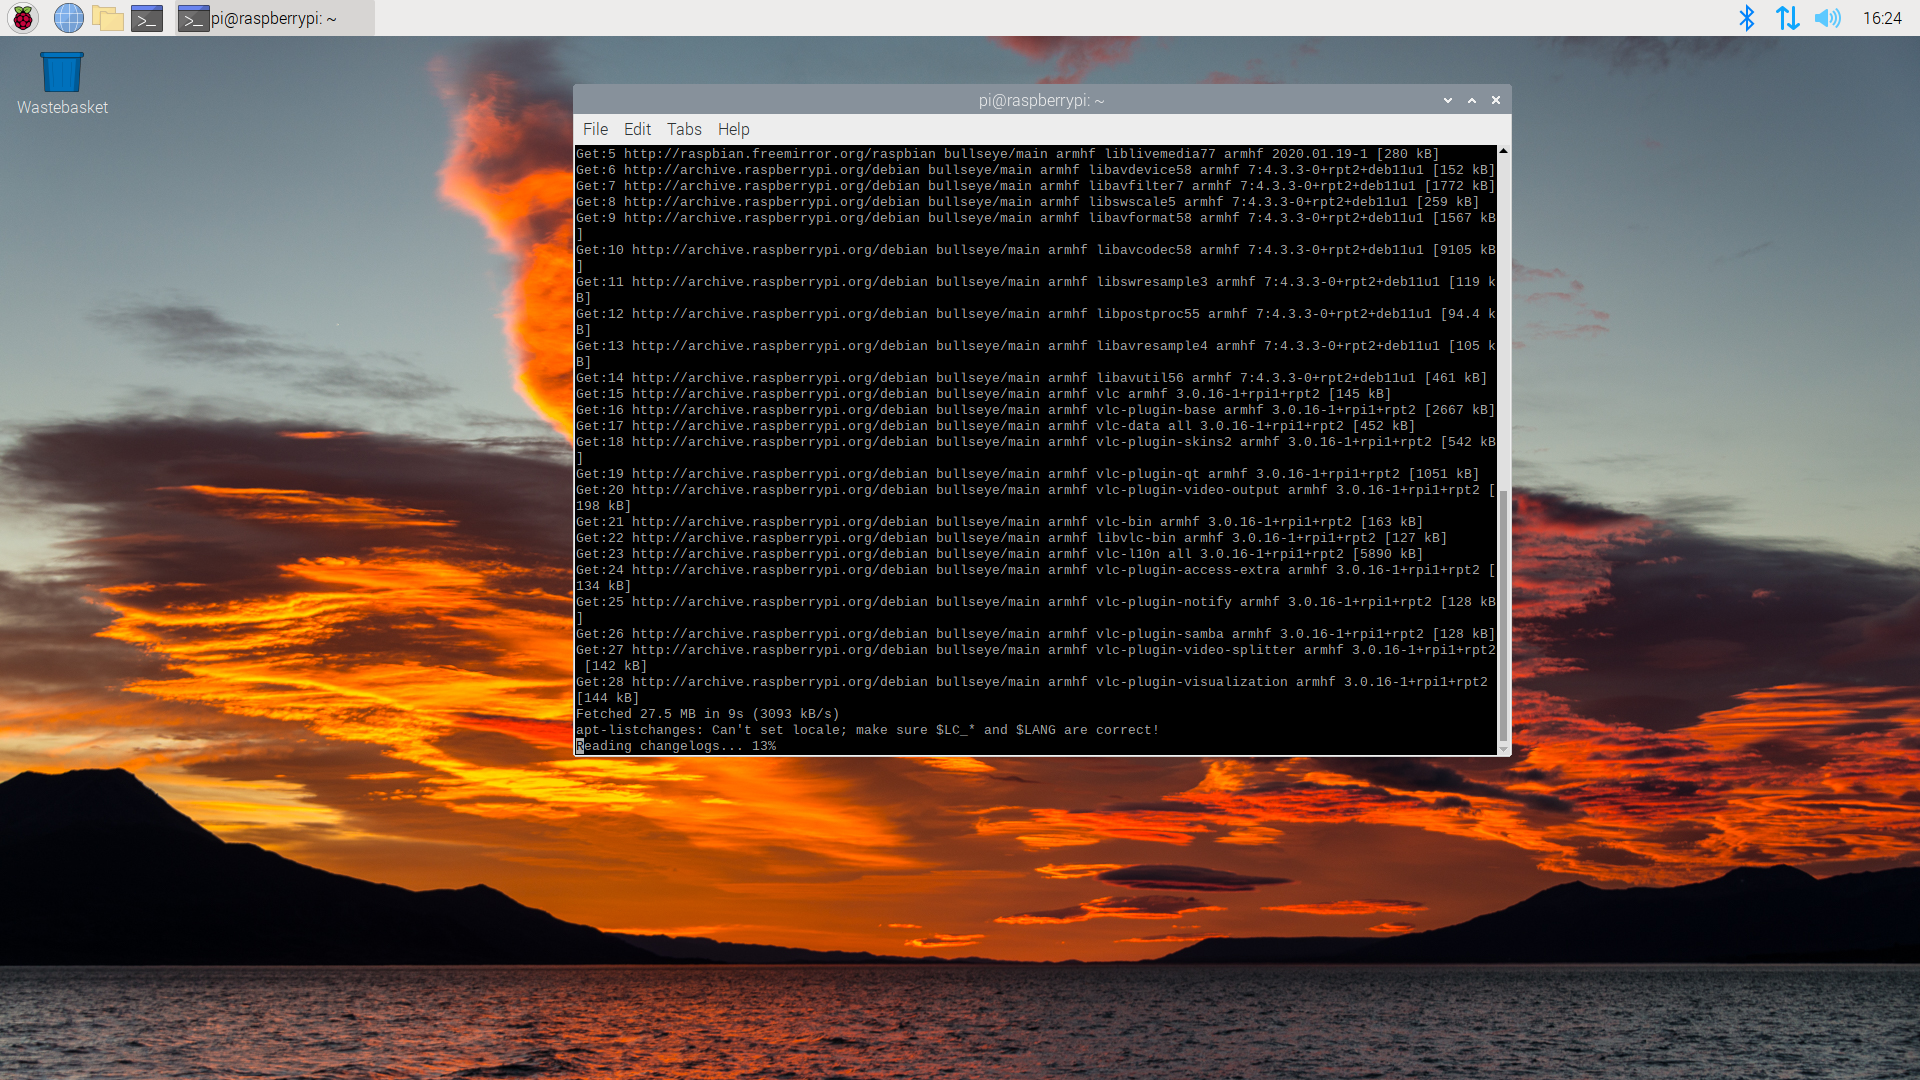 pi@raspberrypi: ~
16:24
Wastebasket
pi@raspberrypi: ~
File Edit Tabs Help
Get:5 http://raspbian.freemirror.org/raspbian bullseye/main armhf liblivemedia77 armhf 2020.01.19-1 [280 kB]
Get:6 http://archive.raspberrypi.org/debian bullseye/main armhf libavdevice58 armhf 7:4.3.3-0+rpt2+deb11u1 [152 kB]
Get:7 http://archive.raspberrypi.org/debian bullseye/main armhf libavfilter7 armhf 7:4.3.3-0+rpt2+deb11u1 [1772 kB]
Get:8 http://archive.raspberrypi.org/debian bullseye/main armhf libswscale5 armhf 7:4.3.3-0+rpt2+deb11u1 [259 kB]
Get:9 http://archive.raspberrypi.org/debian bullseye/main armhf libavformat58 armhf 7:4.3.3-0+rpt2+deb11u1 [1567 kB
]
Get:10 http://archive.raspberrypi.org/debian bullseye/main armhf libavcodec58 armhf 7:4.3.3-0+rpt2+deb11u1 [9105 kB
]
Get:11 http://archive.raspberrypi.org/debian bullseye/main armhf libswresample3 armhf 7:4.3.3-0+rpt2+deb11u1 [119 k
B]
Get:12 http://archive.raspberrypi.org/debian bullseye/main armhf libpostproc55 armhf 7:4.3.3-0+rpt2+deb11u1 [94.4 k
B]
Get:13 http://archive.raspberrypi.org/debian bullseye/main armhf libavresample4 armhf 7:4.3.3-0+rpt2+deb11u1 [105 k
B]
Get:14 http://archive.raspberrypi.org/debian bullseye/main armhf libavutil56 armhf 7:4.3.3-0+rpt2+deb11u1 [461 kB]
Get:15 http://archive.raspberrypi.org/debian bullseye/main armhf vlc armhf 3.0.16-1+rpi1+rpt2 [145 kB]
Get:16 http://archive.raspberrypi.org/debian bullseye/main armhf vlc-plugin-base armhf 3.0.16-1+rpi1+rpt2 [2667 kB]
Get:17 http://archive.raspberrypi.org/debian bullseye/main armhf vlc-data all 3.0.16-1+rpi1+rpt2 [452 kB]
Get:18 http://archive.raspberrypi.org/debian bullseye/main armhf vlc-plugin-skins2 armhf 3.0.16-1+rpi1+rpt2 [542 kB
]
Get:19 http://archive.raspberrypi.org/debian bullseye/main armhf vlc-plugin-qt armhf 3.0.16-1+rpi1+rpt2 [1051 kB]
Get:20 http://archive.raspberrypi.org/debian bullseye/main armhf vlc-plugin-video-output armhf 3.0.16-1+rpi1+rpt2 [
198 kB]
Get:21 http://archive.raspberrypi.org/debian bullseye/main armhf vlc-bin armhf 3.0.16-1+rpi1+rpt2 [163 kB]
Get:22 http://archive.raspberrypi.org/debian bullseye/main armhf libvlc-bin armhf 3.0.16-1+rpi1+rpt2 [127 kB]
Get:23 http://archive.raspberrypi.org/debian bullseye/main armhf vlc-l10n all 3.0.16-1+rpi1+rpt2 [5890 kB]
Get:24 http://archive.raspberrypi.org/debian bullseye/main armhf vlc-plugin-access-extra armhf 3.0.16-1+rpi1+rpt2 [
134 kB]
Get:25 http://archive.raspberrypi.org/debian bullseye/main armhf vlc-plugin-notify armhf 3.0.16-1+rpi1+rpt2 [128 kB
]
Get:26 http://archive.raspberrypi.org/debian bullseye/main armhf vlc-plugin-samba armhf 3.0.16-1+rpi1+rpt2 [128 kB]
Get:27 http://archive.raspberrypi.org/debian bullseye/main armhf vlc-plugin-video-splitter armhf 3.0.16-1+rpi1+rpt2
[142 kB]
Get:28 http://archive.raspberrypi.org/debian bullseye/main armhf vlc-plugin-visualization armhf 3.0.16-1+rpi1+rpt2
[144 kB]
Fetched 27.5 MB in 9s (3093 kB/s)
apt-listchanges: Can't set locale; make sure $LC_* and $LANG are correct!
Reading changelogs... 13%